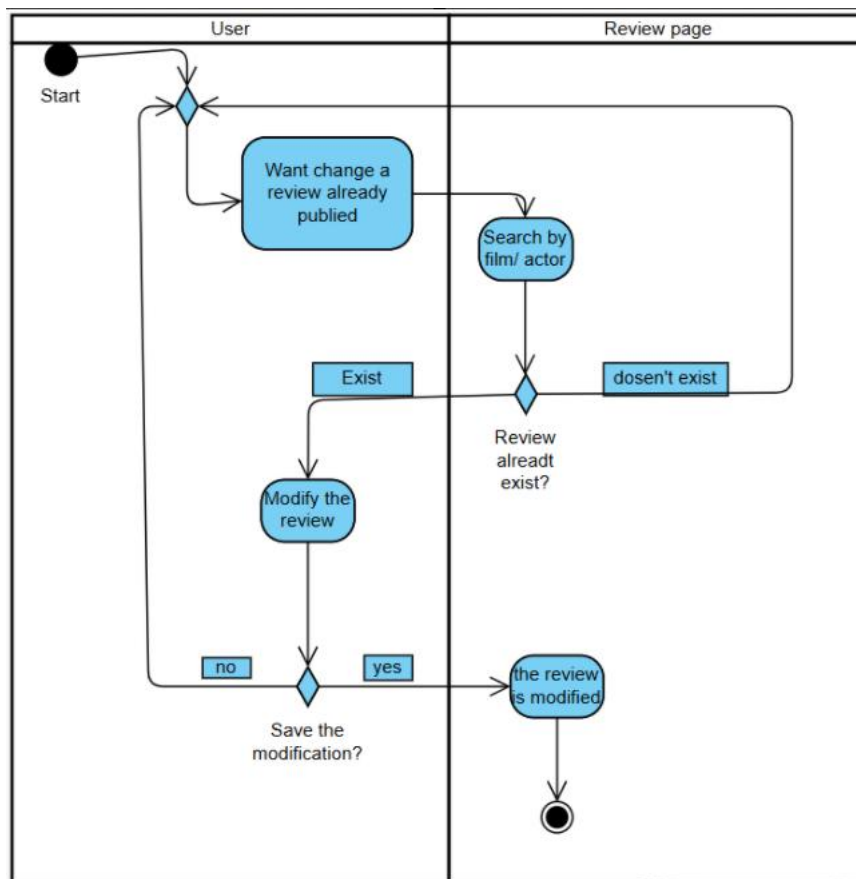 User
Review page
Start
Want change a
review already
publied
Search by
film/ actor
Exist
dosen't exist
Review
alreadt
exist?
Modify the
review
no
yes
the review
is modified
Save the
modification?